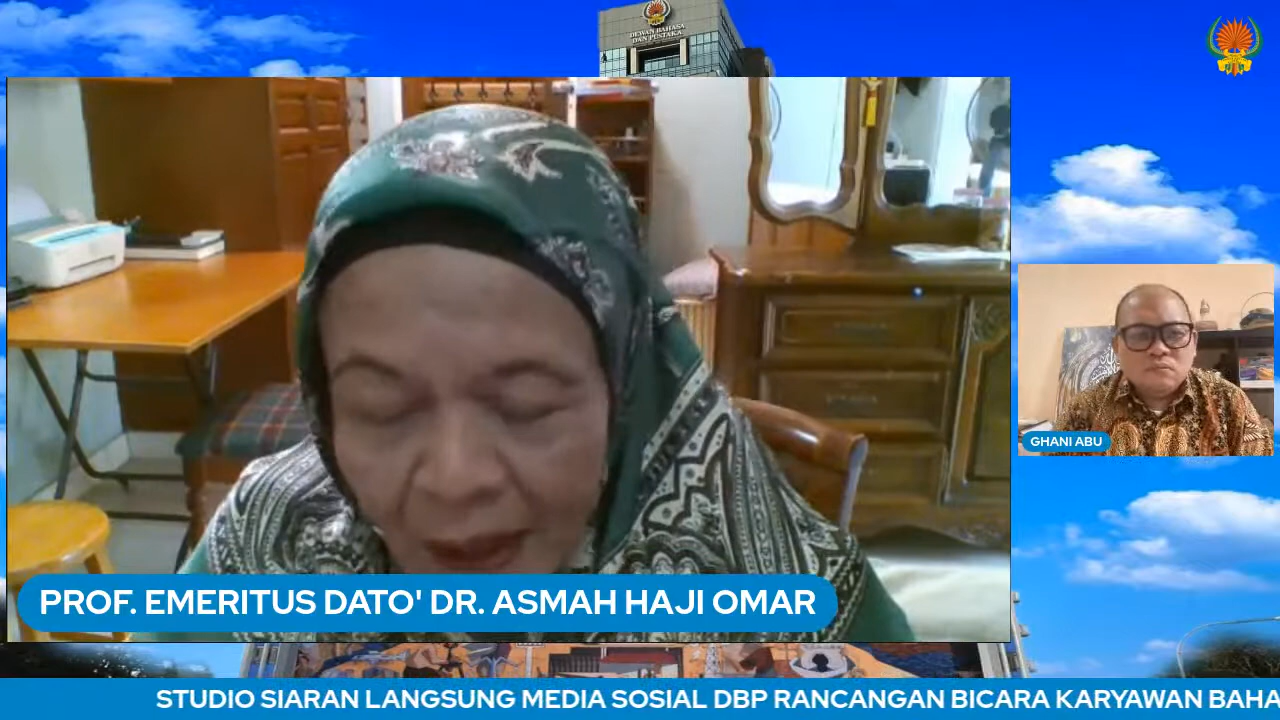 DEWAN BAHASA
DAN PUSTAKA
GHANI ABU
PROF. EMERITUS DATO' DR. ASMAH HAJI OMAR
STUDIO SIARAN LANGSUNG MEDIA SOSIAL DBP RANCANGAN BICARA KARYAWAN BAHA